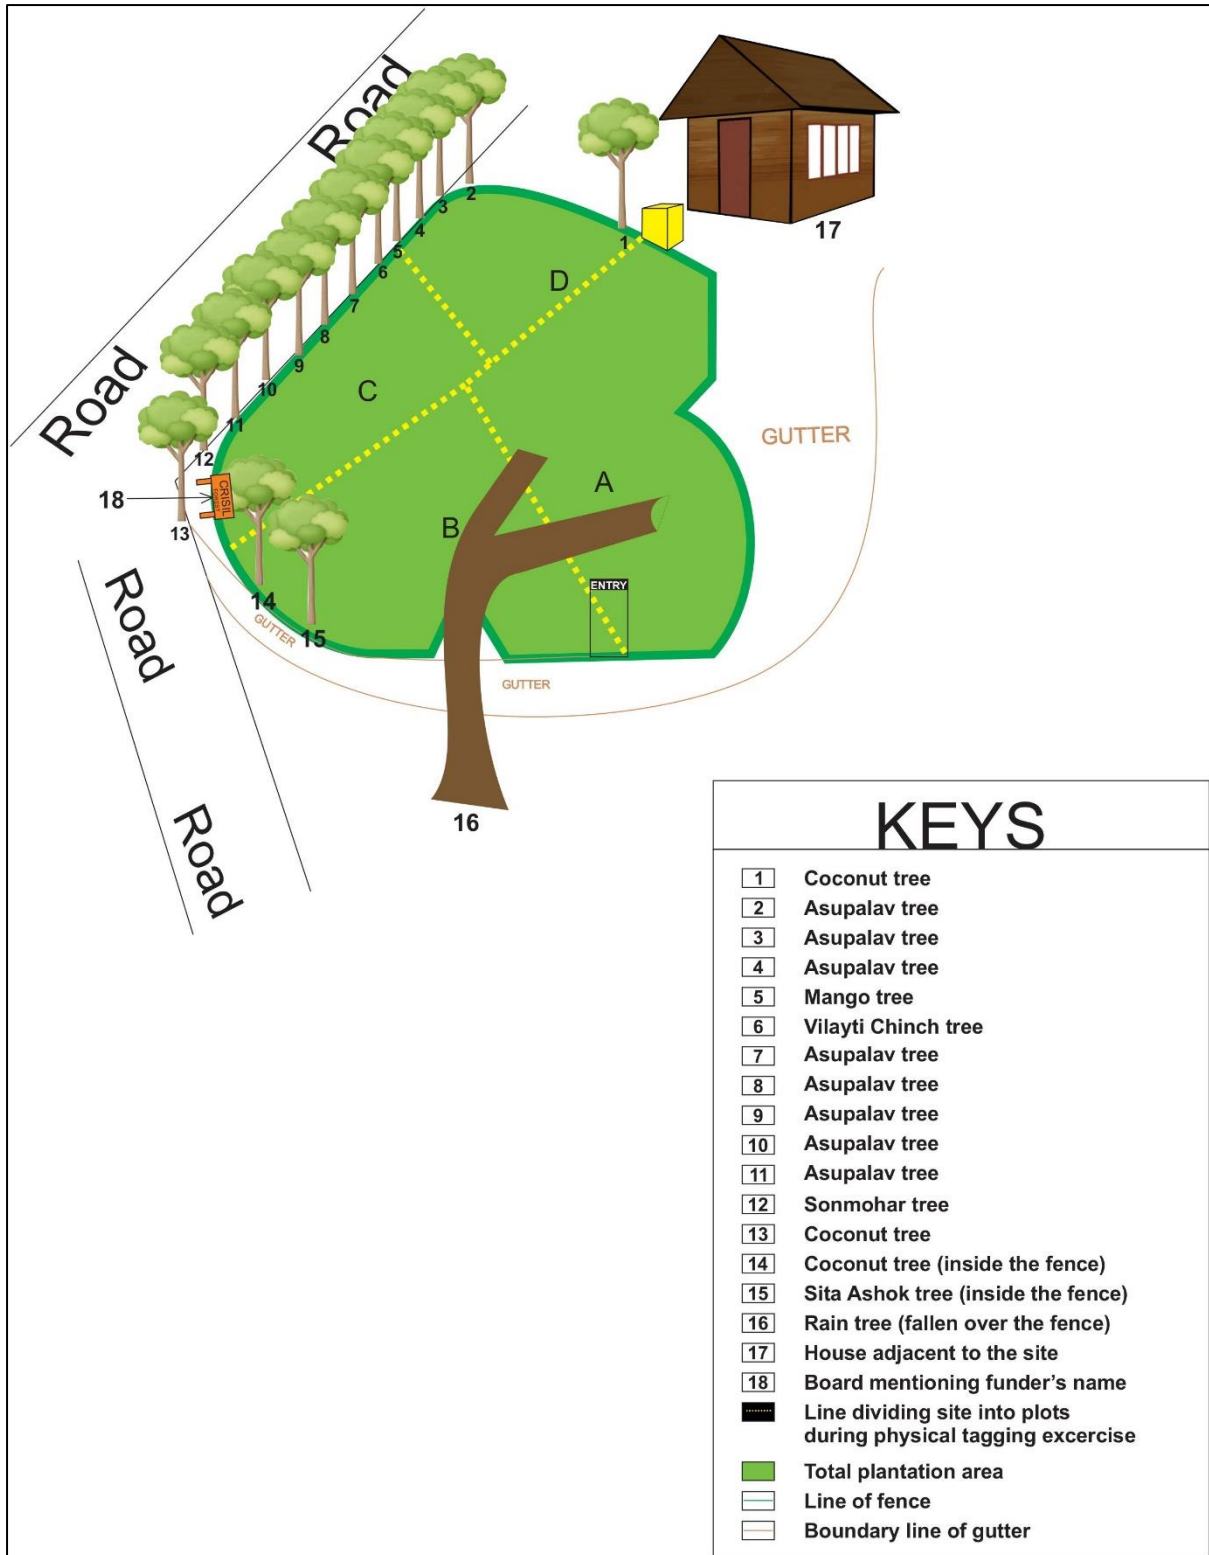 Road
2
3
1
4
5
17
6
D
7
8
9
C
10
GUTTER
11
12
A
18
CRISIL
13
B
ENTRY
14
Road
GUTTER
15
GUTTER
Road
16
Road
KEYS
1 Coconut tree
2 Asupalav tree
3 Asupalav tree
4 Asupalav tree
5 Mango tree
6 Vilayti Chinch tree
7 Asupalav tree
8 Asupalav tree
9 Asupalav tree
10 Asupalav tree
11 Asupalav tree
12 Sonmohar tree
13 Coconut tree
14 Coconut tree (inside the fence)
15 Sita Ashok tree (inside the fence)
16 Rain tree (fallen over the fence)
17 House adjacent to the site
18 Board mentioning funder's name
Line dividing site into plots
during physical tagging excercise
Total plantation area
Line of fence
Boundary line of gutter